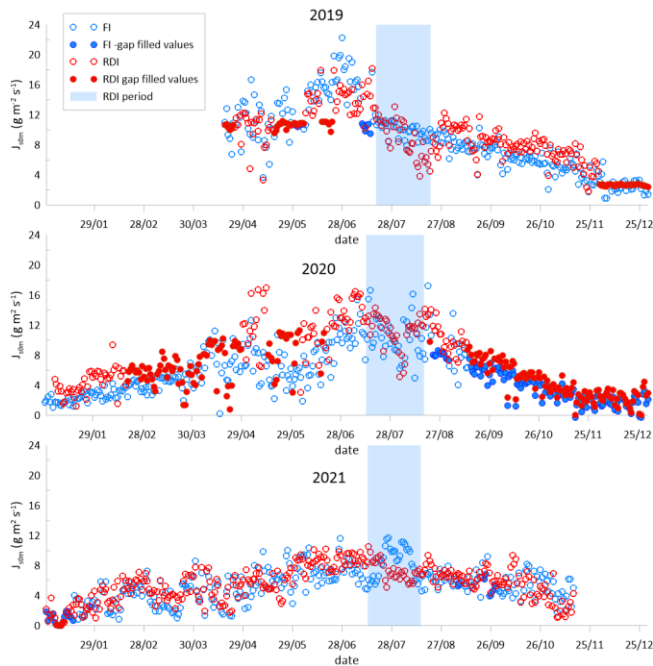 2019
24
20
16
12
8
4
0
J_sbm (g m² s⁻¹)
FI
FI -gap filled values
RDI
RDI gap filled values
RDI period
29/01 28/02 30/03 29/04 29/05 28/06 28/07 27/08 26/09 26/10 25/11 25/12
date
2020
24
20
16
12
8
4
0
J_sbm (g m² s⁻¹)
29/01 28/02 30/03 29/04 29/05 28/06 28/07 27/08 26/09 26/10 25/11 25/12
date
2021
24
20
16
12
8
4
0
J_sbm (g m² s⁻¹)
29/01 28/02 30/03 29/04 29/05 28/06 28/07 27/08 26/09 26/10 25/11 25/12
date